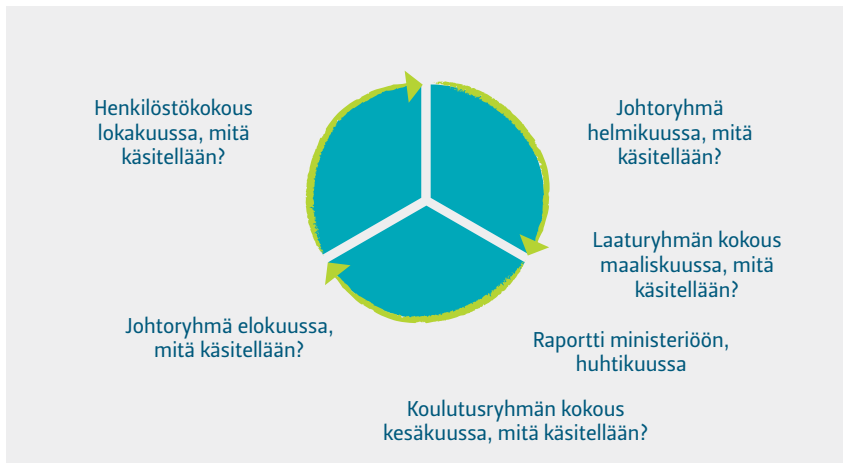 Johtoryhmä
helmikuussa, mitä
käsitellään?
Laaturyhmän kokous
maaliskuussa, mitä
käsitellään?
Raportti ministeriöön,
huhtikuussa
Koulutusryhmän kokous
kesäkuussa, mitä käsitellään?
Johtoryhmä elokuussa,
mitä käsitellään?
Henkilöstökokous
lokakuussa, mitä
käsitellään?